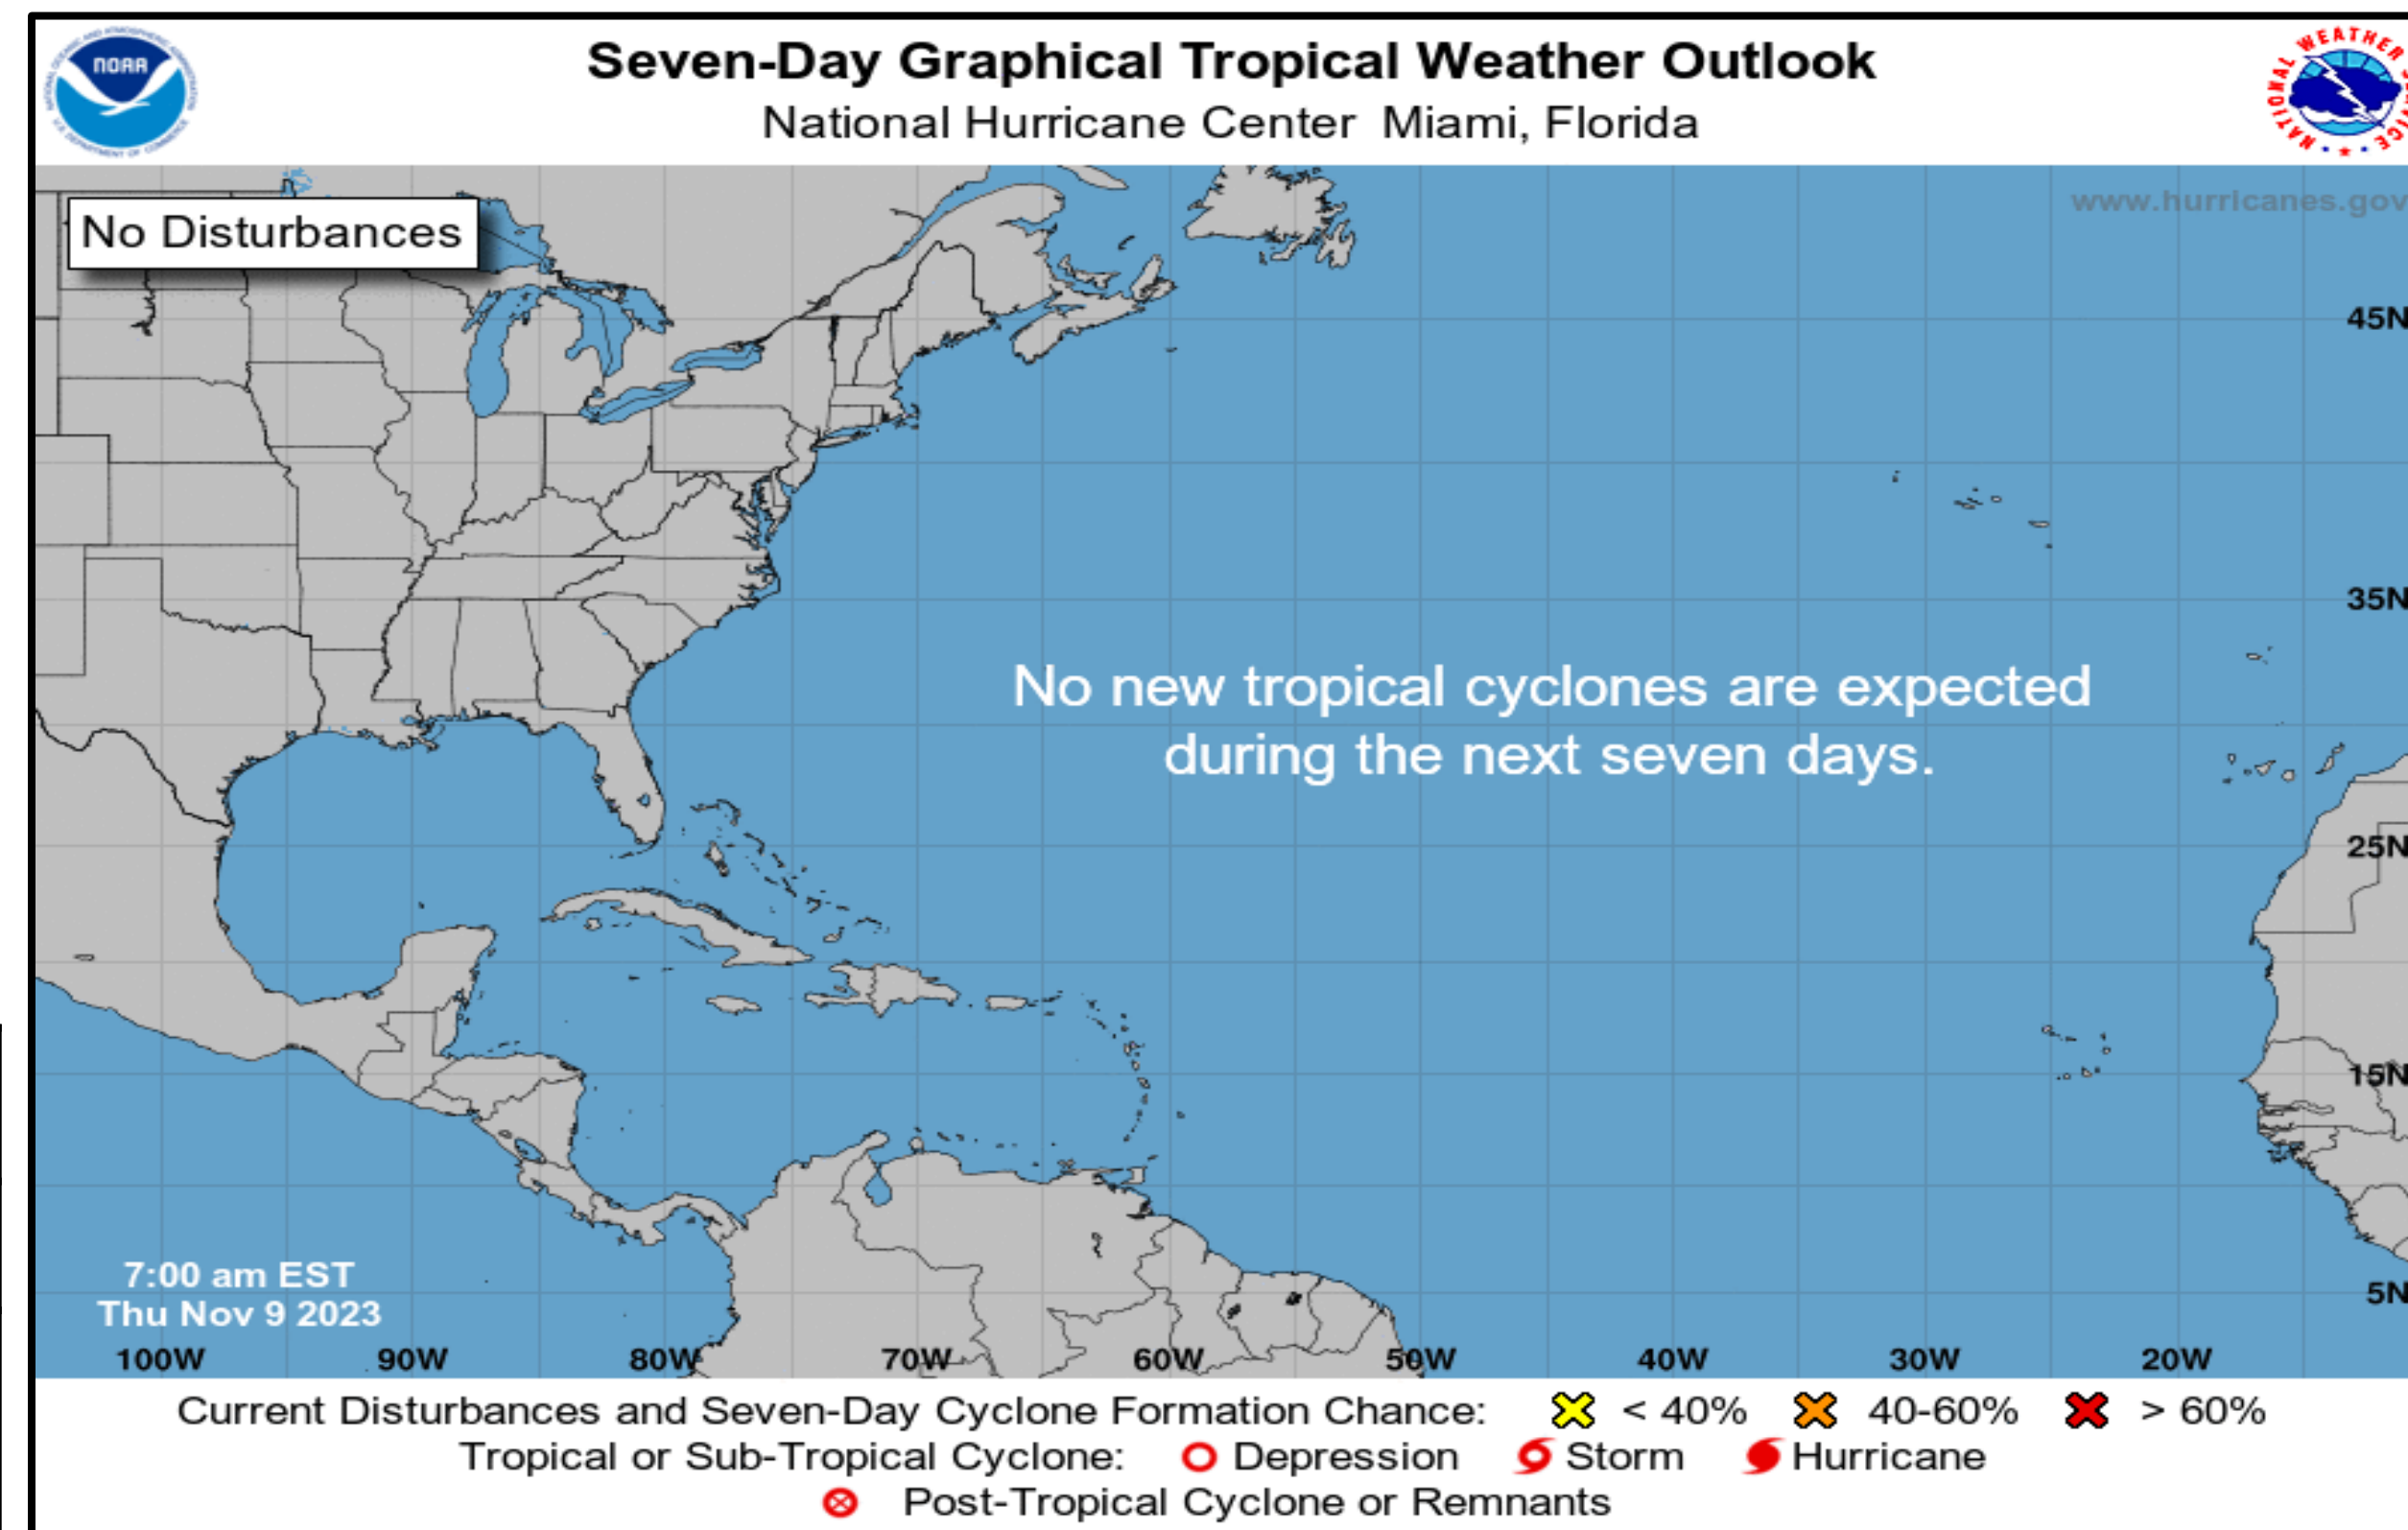 NOAA
Seven-Day Graphical Tropical Weather Outlook
National Hurricane Center Miami, Florida
NATIONAL WEATHER
No Disturbances
www.hurricanes.gov
45N
35N
No new tropical cyclones are expected
during the next seven days.
25N
15N
7:00 am EST
Thu Nov 9 2023
5N
100W 90W 80W 70W 60W 50W 40W 30W 20W
Current Disturbances and Seven-Day Cyclone Formation Chance: < 40% 40-60% > 60%
Tropical or Sub-Tropical Cyclone: Depression Storm Hurricane
Post-Tropical Cyclone or Remnants